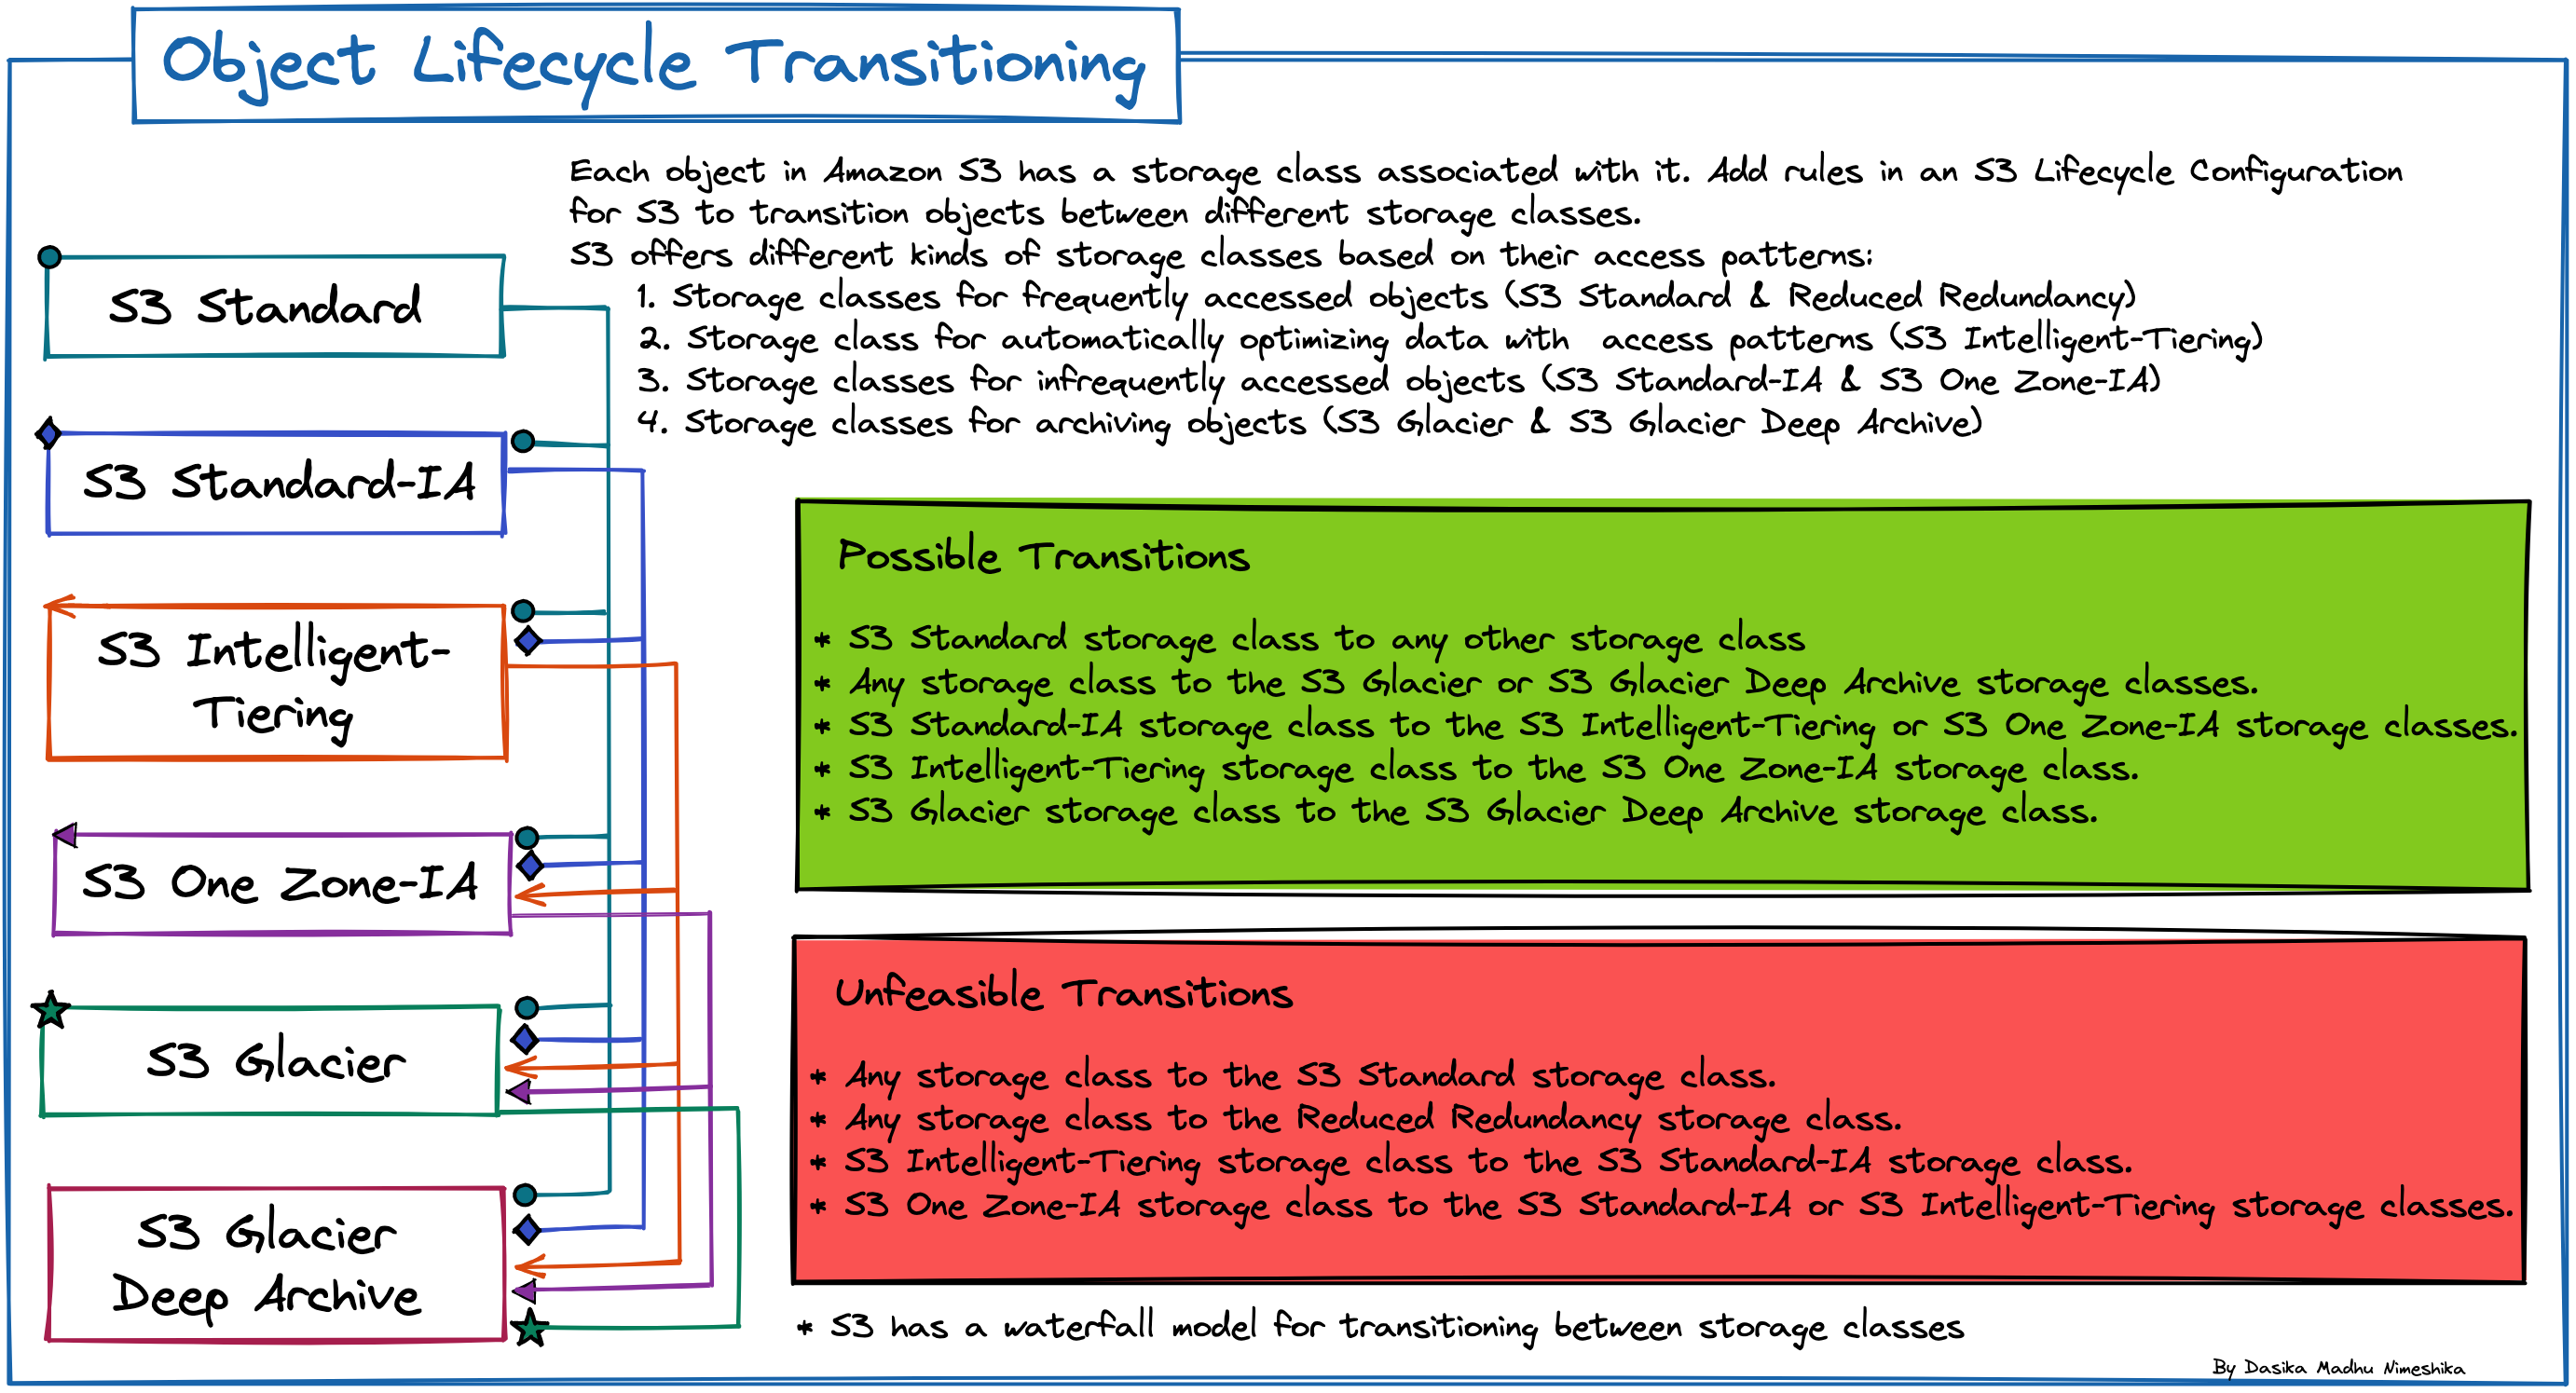 Object Lifecycle Transitioning
Each object in Amazon S3 has a storage class associated with it. Add rules in an S3 Lifecycle Configuration
for S3 to transition objects between different storage classes.
S3 offers different kinds of storage classes based on their access patterns:
1. Storage classes for frequently accessed objects (S3 Standard & Reduced Redundancy)
2. Storage class for automatically optimizing data with access patterns (S3 Intelligent-Tiering)
3. Storage classes for infrequently accessed objects (S3 Standard-IA & S3 One Zone-IA)
4. Storage classes for archiving objects (S3 Glacier & S3 Glacier Deep Archive)
S3 Standard
S3 Standard-IA
S3 Intelligent-
Tiering
S3 One Zone-IA
S3 Glacier
S3 Glacier
Deep Archive
Possible Transitions
* S3 Standard storage class to any other storage class
* Any storage class to the S3 Glacier or S3 Glacier Deep Archive storage classes.
* S3 Standard-IA storage class to the S3 Intelligent-Tiering or S3 One Zone-IA storage classes.
* S3 Intelligent-Tiering storage class to the S3 One Zone-IA storage class.
* S3 Glacier storage class to the S3 Glacier Deep Archive storage class.
Unfeasible Transitions
* Any storage class to the S3 Standard storage class.
* Any storage class to the Reduced Redundancy storage class.
* S3 Intelligent-Tiering storage class to the S3 Standard-IA storage class.
* S3 One Zone-IA storage class to the S3 Standard-IA or S3 Intelligent-Tiering storage classes.
* S3 has a waterfall model for transitioning between storage classes
By Dasika Madhu Nimeshika